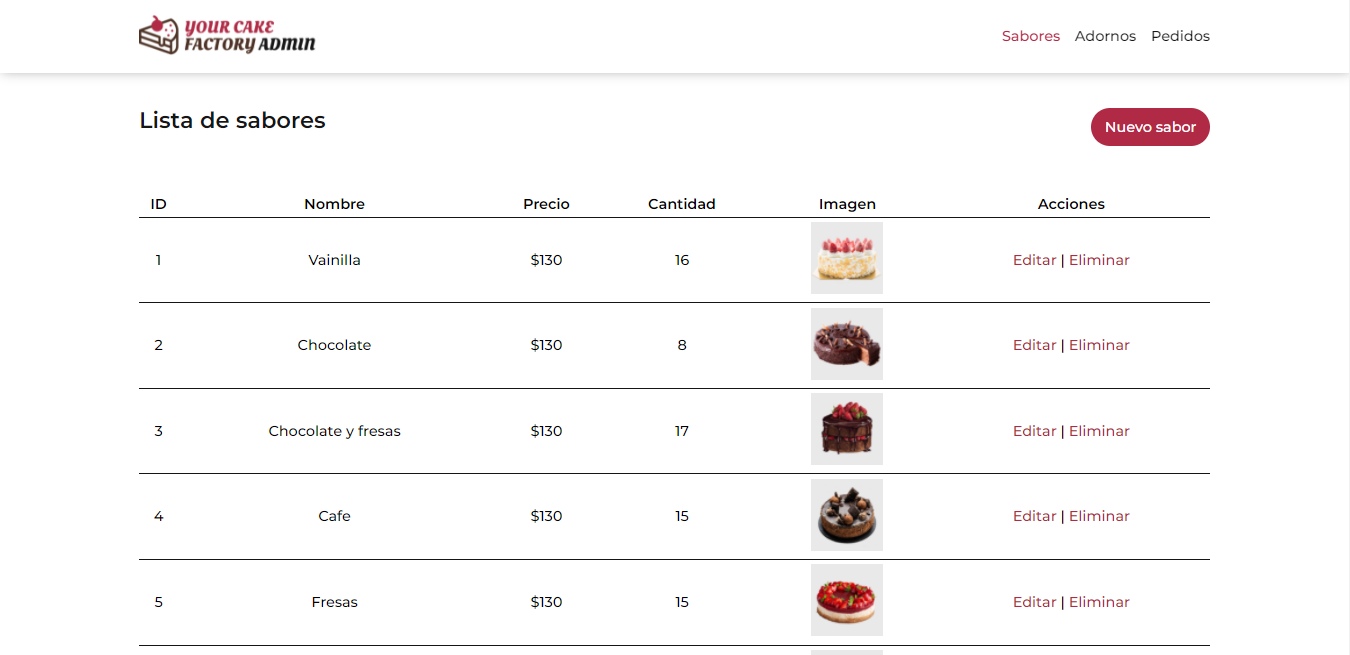 YOUR CAKE
FACTORY ADMIN
Sabores Adornos Pedidos
Lista de sabores
Nuevo sabor
ID Nombre Precio Cantidad Imagen Acciones
1 Vainilla $130 16 Editar | Eliminar
2 Chocolate $130 8 Editar | Eliminar
3 Chocolate y fresas $130 17 Editar | Eliminar
4 Cafe $130 15 Editar | Eliminar
5 Fresas $130 15 Editar | Eliminar